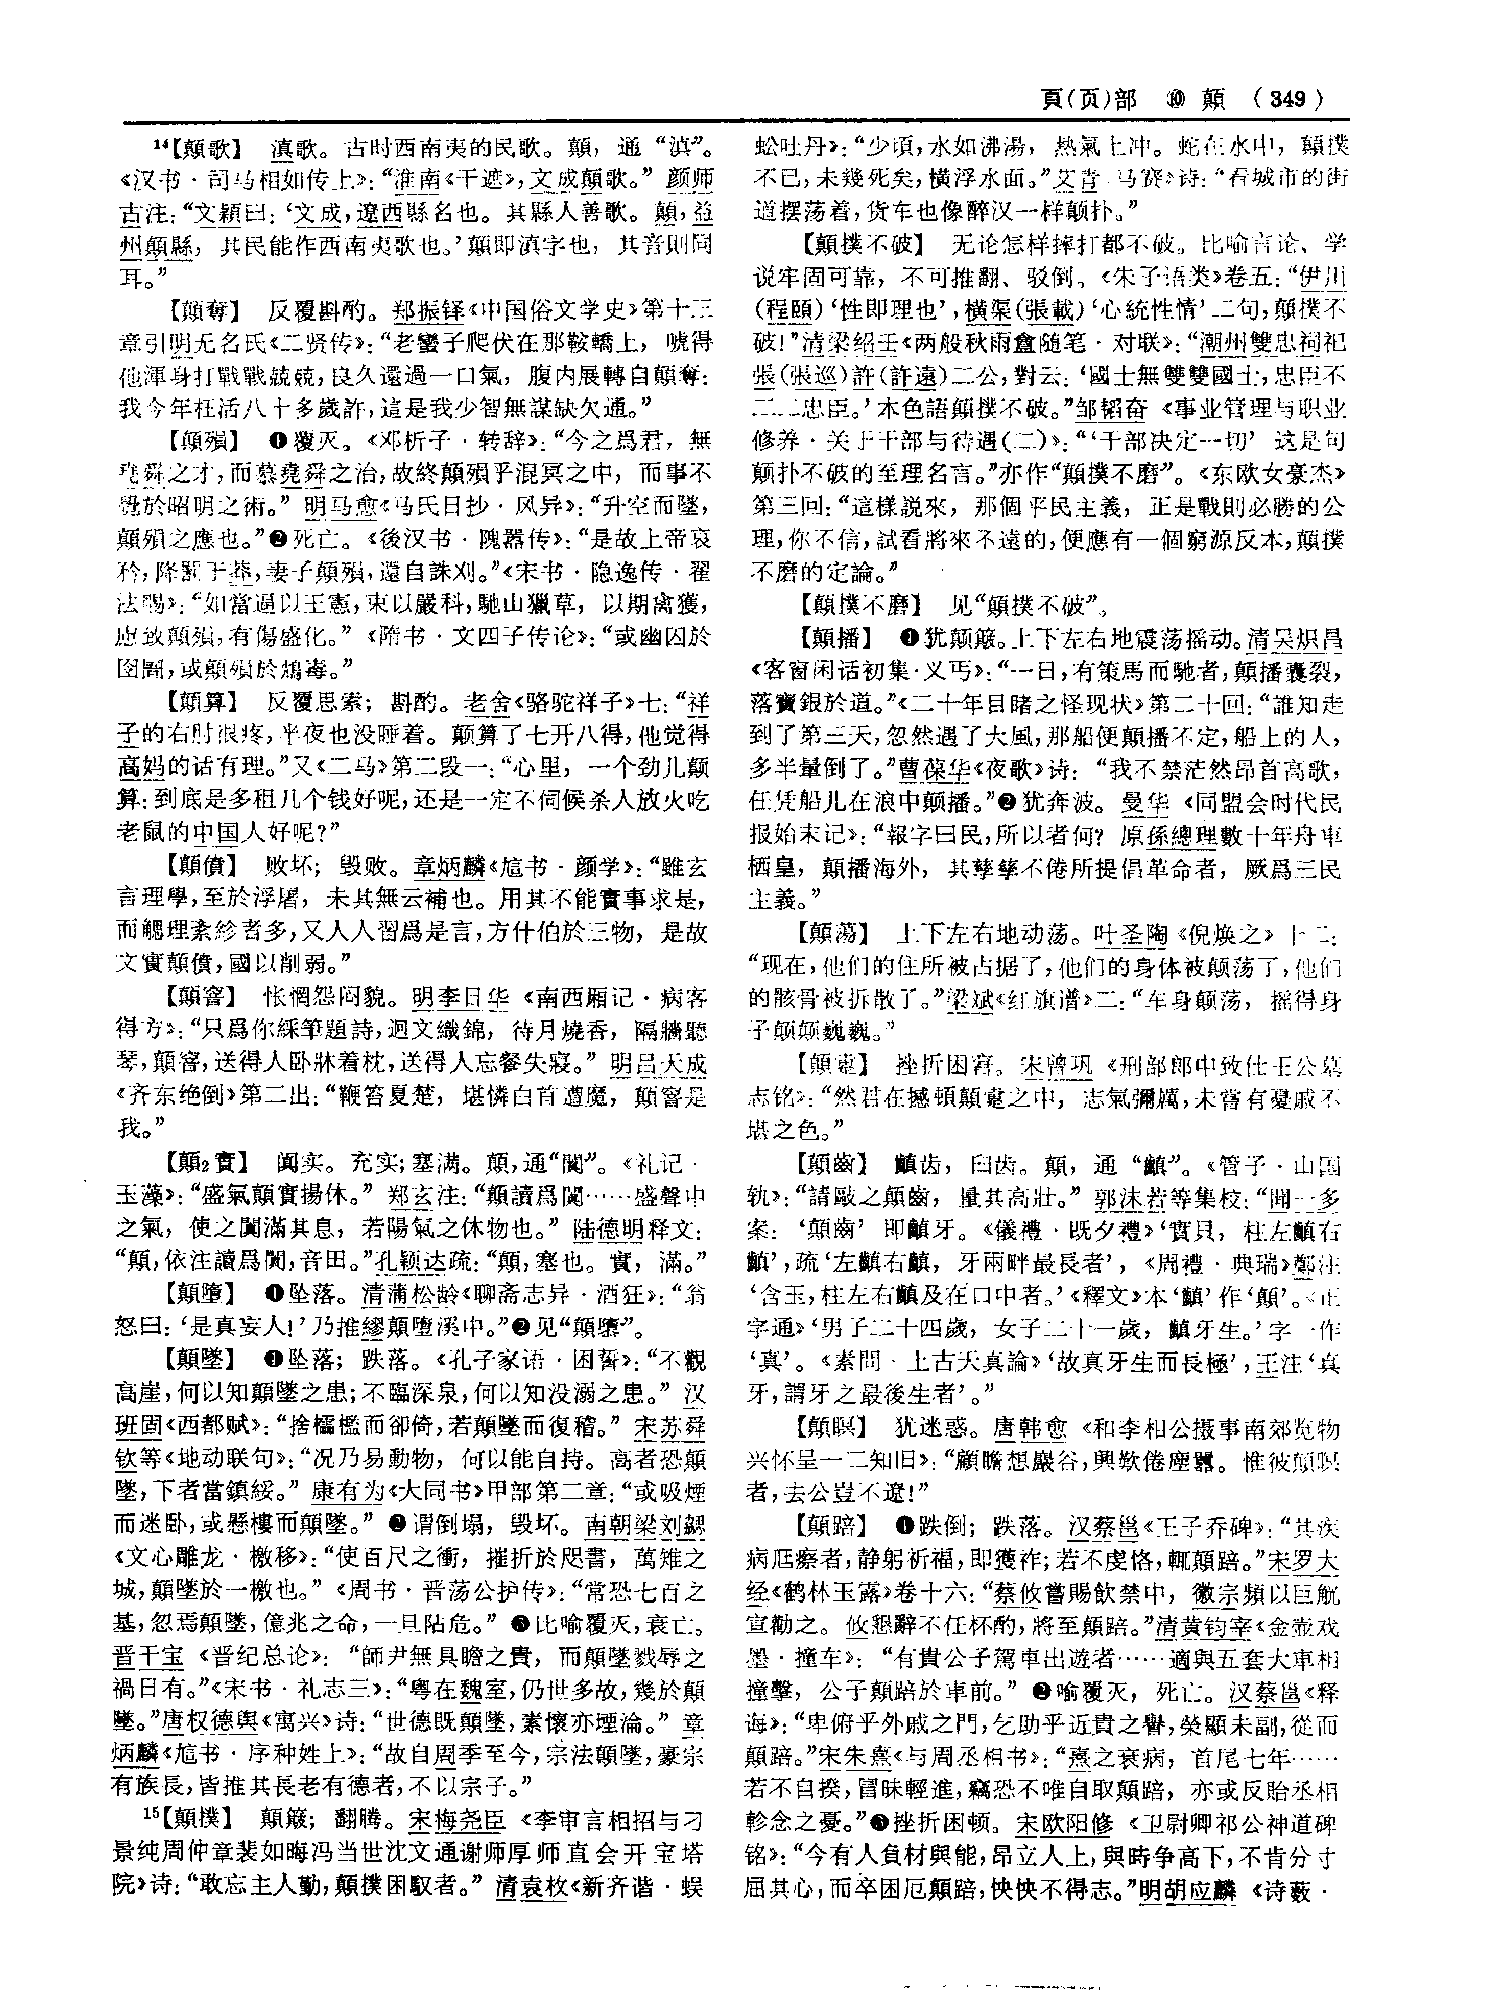 頁(页)部 ⑩ 顛 （349）
¹⁴【顛歌】 滇歌。古时西南夷的民歌。顛，通“滇”。
《汉书·司马相如传上》：“淮南《干遮》，文成顛歌。”颜师
古注：“文穎曰：‘文成，遼西縣名也。其縣人善歌。顛，益
州顛縣，其民能作西南夷歌也。’顛即滇字也，其音則同
耳。”
【顛奪】 反覆斟酌。郑振铎《中国俗文学史》第十三
章引明无名氏《二贤传》：“老蠻子爬伏在那鞍轎上，唬得
他渾身打戰戰兢兢，良久還過一口氣，腹内展轉自顛奪：
我今年枉活八十多歲許，這是我少智無謀缺欠通。”
【顛殞】 ❶覆灭。《邓析子·转辞》：“今之爲君，無
堯舜之才，而慕堯舜之治，故終顛殞乎混冥之中，而事不
覺於昭明之術。”明马愈《马氏日抄·风异》：“升空而墜，
顛殞之應也。”❷死亡。《後汉书·隗嚣传》：“是故上帝哀
矜，降罰于莽，妻子顛殞，還自誅刈。”《宋书·隐逸传·翟
法賜》：“如當逼以王憲，束以嚴科，馳山獵草，以期禽獲，
慮致顛殞，有傷盛化。”《隋书·文四子传论》：“或幽囚於
囹圄，或顛殞於鴆毒。”
【顛算】 反覆思索；斟酌。老舍《骆驼祥子》七：“祥
子的右肘很疼，半夜也没睡着。颠算了七开八得，他觉得
高妈的话有理。”又《二马》第二段一：“心里，一个劲儿颠
算：到底是多租几个钱好呢，还是一定不伺候杀人放火吃
老鼠的中国人好呢？”
【顛僨】 败坏；毁败。章炳麟《訄书·颜学》：“雖玄
言理學，至於浮屠，未其無云補也。用其不能實事求是，
而䚡理紊紾者多，又人人習爲是言，方什伯於三物，是故
文實顛僨，國以削弱。”
【顛窨】 怅惘怨闷貌。明李日华《南西厢记·病客
得方》：“只爲你綵筆題詩，迴文織錦，待月燒香，隔牆聽
琴，顛窨，送得人卧牀着枕，送得人忘餐失寢。”明吕天成
《齐东绝倒》第二出：“鞭笞夏楚，堪憐白首遭魔，顛窨是
我。”
【顛₂實】 阗实。充实；塞满。顛，通“闐”。《礼记·
玉藻》：“盛氣顛實揚休。”郑玄注：“顛讀爲闐……盛聲中
之氣，使之闐滿其息，若陽氣之休物也。”陆德明释文：
“顛，依注讀爲闐，音田。”孔颖达疏：“顛，塞也。實，滿。”
【顛墮】 ❶坠落。清蒲松龄《聊斋志异·酒狂》：“翁
怒曰：‘是真妄人！’乃推繆顛墮溪中。”❷见“顛墜”。
【顛墜】 ❶坠落；跌落。《孔子家语·困誓》：“不觀
高崖，何以知顛墜之患；不臨深泉，何以知没溺之患。”汉
班固《西都赋》：“捨櫺檻而卻倚，若顛墜而復稽。”宋苏舜
钦等《地动联句》：“况乃易動物，何以能自持。高者恐顛
墜，下者當鎮綏。”康有为《大同书》甲部第二章：“或吸煙
而迷卧，或懸樓而顛墜。”❷谓倒塌，毁坏。南朝梁刘勰
《文心雕龙·檄移》：“使百尺之衝，摧折於咫書，萬雉之
城，顛墜於一檄也。”《周书·晋荡公护传》：“常恐七百之
基，忽焉顛墜，億兆之命，一旦阽危。”❸比喻覆灭，衰亡。
晋干宝《晋纪总论》：“師尹無具瞻之貴，而顛墜戮辱之
禍日有。”《宋书·礼志三》：“粤在魏室，仍世多故，幾於顛
墜。”唐权德舆《寓兴》诗：“世德既顛墜，素懷亦堙淪。”章
炳麟《訄书·序种姓上》：“故自周季至今，宗法顛墜，豪宗
有族長，皆推其長老有德者，不以宗子。”
¹⁵【顛撲】 顛簸；翻腾。宋梅尧臣《李审言相招与刁
景纯周仲章裴如晦冯当世沈文通谢师厚师直会开宝塔
院》诗：“敢忘主人勤，顛撲困馭者。”清袁枚《新齐谐·蜈
蚣吐丹》：“少頃，水如沸湯，熱氣上冲。蛇在水中，顛撲
不已，未幾死矣，横浮水面。”艾青《马赛》诗：“看城市的街
道摆荡着，货车也像醉汉一样颠扑。”
【顛撲不破】 无论怎样摔打都不破。比喻言论、学
说牢固可靠，不可推翻、驳倒。《朱子语类》卷五：“伊川
（程頤）‘性即理也’，横渠（張載）‘心統性情’二句，顛撲不
破！”清梁绍壬《两般秋雨盦随笔·对联》：“潮州雙忠祠祀
張（張巡）許（許遠）二公，對云：‘國士無雙雙國士，忠臣不
二二忠臣。’本色語顛撲不破。”邹韬奋《事业管理与职业
修养·关于干部与待遇（二）》：“‘干部决定一切’这是句
颠扑不破的至理名言。”亦作“顛撲不磨”。《东欧女豪杰》
第三回：“這樣説來，那個平民主義，正是戰則必勝的公
理，你不信，試看將來不遠的，便應有一個窮源反本，顛撲
不磨的定論。”
【顛撲不磨】 见“顛撲不破”。
【顛播】 ❶犹颠簸。上下左右地震荡摇动。清吴炽昌
《客窗闲话初集·义丐》：“一日，有策馬而馳者，顛播囊裂，
落寶銀於道。”《二十年目睹之怪现状》第二十回：“誰知走
到了第三天，忽然遇了大風，那船便顛播不定，船上的人，
多半暈倒了。”曹葆华《夜歌》诗：“我不禁茫然昂首高歌，
任凭船儿在浪中颠播。”❷犹奔波。曼华《同盟会时代民
报始末记》：“報字曰民，所以者何？原孫總理數十年舟車
栖皇，顛播海外，其孳孳不倦所提倡革命者，厥爲三民
主義。”
【顛蕩】 上下左右地动荡。叶圣陶《倪焕之》十二：
“现在，他们的住所被占据了，他们的身体被颠荡了，他们
的骸骨被拆散了。”梁斌《红旗谱》二：“车身颠荡，摇得身
子颠颠巍巍。”
【顛疐】 挫折困窘。宋曾巩《刑部郎中致仕王公墓
志铭》：“然君在撼頓顛疐之中，志氣彌厲，未嘗有憂戚不
堪之色。”
【顛齒】 齻齿，臼齿。顛，通“齻”。《管子·山国
轨》：“請敺之顛齒，量其高壯。”郭沫若等集校：“聞一多
案：‘顛齒’即齻牙。《儀禮·既夕禮》‘實貝，柱左齻右
齻’，疏‘左齻右齻，牙兩畔最長者’，《周禮·典瑞》鄭注
‘含玉，柱左右齻及在口中者。’《釋文》本‘齻’作‘顛’。《正
字通》‘男子二十四歲，女子二十一歲，齻牙生。’字一作
‘真’。《素問·上古天真論》‘故真牙生而長極’，王注‘真
牙，謂牙之最後生者’。”
【顛瞑】 犹迷惑。唐韩愈《和李相公摄事南郊览物
兴怀呈一二知旧》：“顧瞻想巖谷，興歎倦塵囂。惟彼顛瞑
者，去公豈不遼！”
【顛踣】 ❶跌倒；跌落。汉蔡邕《王子乔碑》：“其疾
病尫瘵者，静躬祈福，即獲祚；若不虔恪，輒顛踣。”宋罗大
经《鹤林玉露》卷十六：“蔡攸嘗賜飲禁中，徽宗頻以巨觥
宣勸之。攸懇辭不任杯酌，將至顛踣。”清黄钧宰《金壶戏
墨·撞车》：“有貴公子駕車出遊者……適與五套大車相
撞擊，公子顛踣於車前。”❷喻覆灭，死亡。汉蔡邕《释
诲》：“卑俯乎外戚之門，乞助乎近貴之譽，榮顯未副，從而
顛踣。”宋朱熹《与周丞相书》：“熹之衰病，首尾七年……
若不自揆，冒昧輕進，竊恐不唯自取顛踣，亦或反貽丞相
軫念之憂。”❸挫折困顿。宋欧阳修《卫尉卿祁公神道碑
铭》：“今有人負材與能，昂立人上，與時争高下，不肯分寸
屈其心，而卒困厄顛踣，怏怏不得志。”明胡应麟《诗薮·